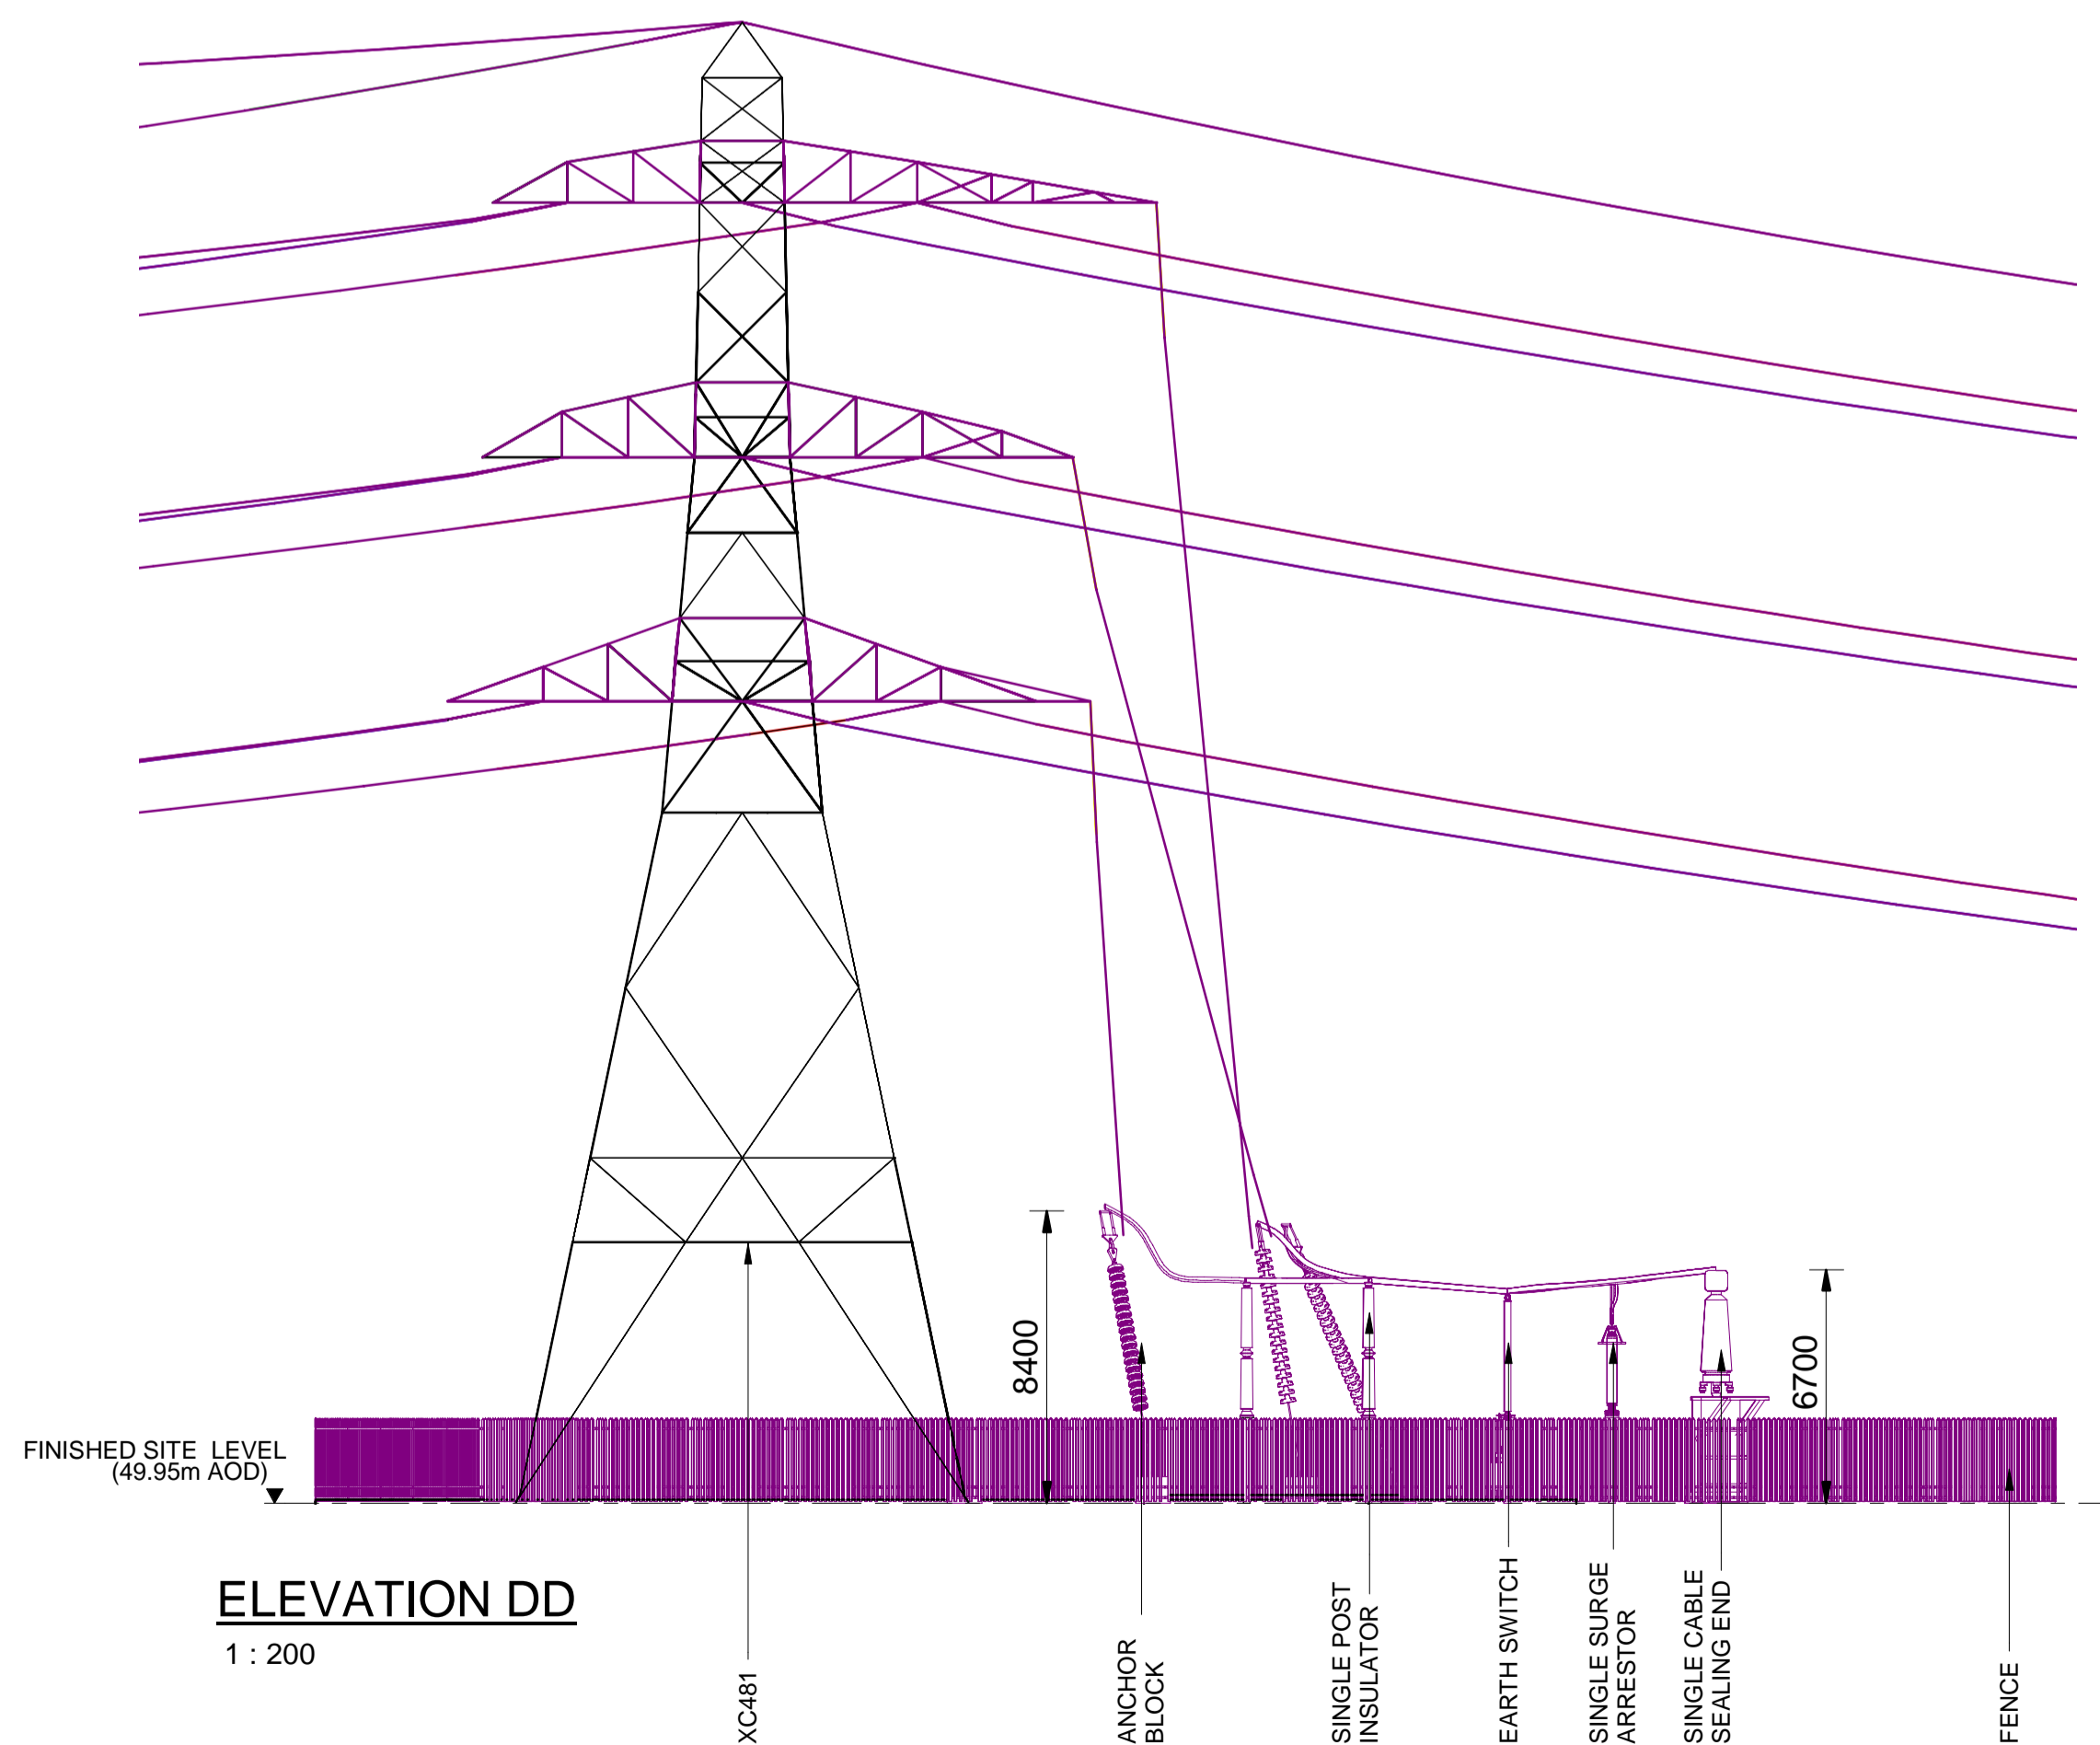 8400
6700
FINISHED SITE LEVEL
(49.95m AOD)
ELEVATION DD
1 : 200
XC481
ANCHOR
BLOCK
SINGLE POST
INSULATOR
EARTH SWITCH
SINGLE SURGE
ARRESTOR
SINGLE CABLE
SEALING END
FENCE